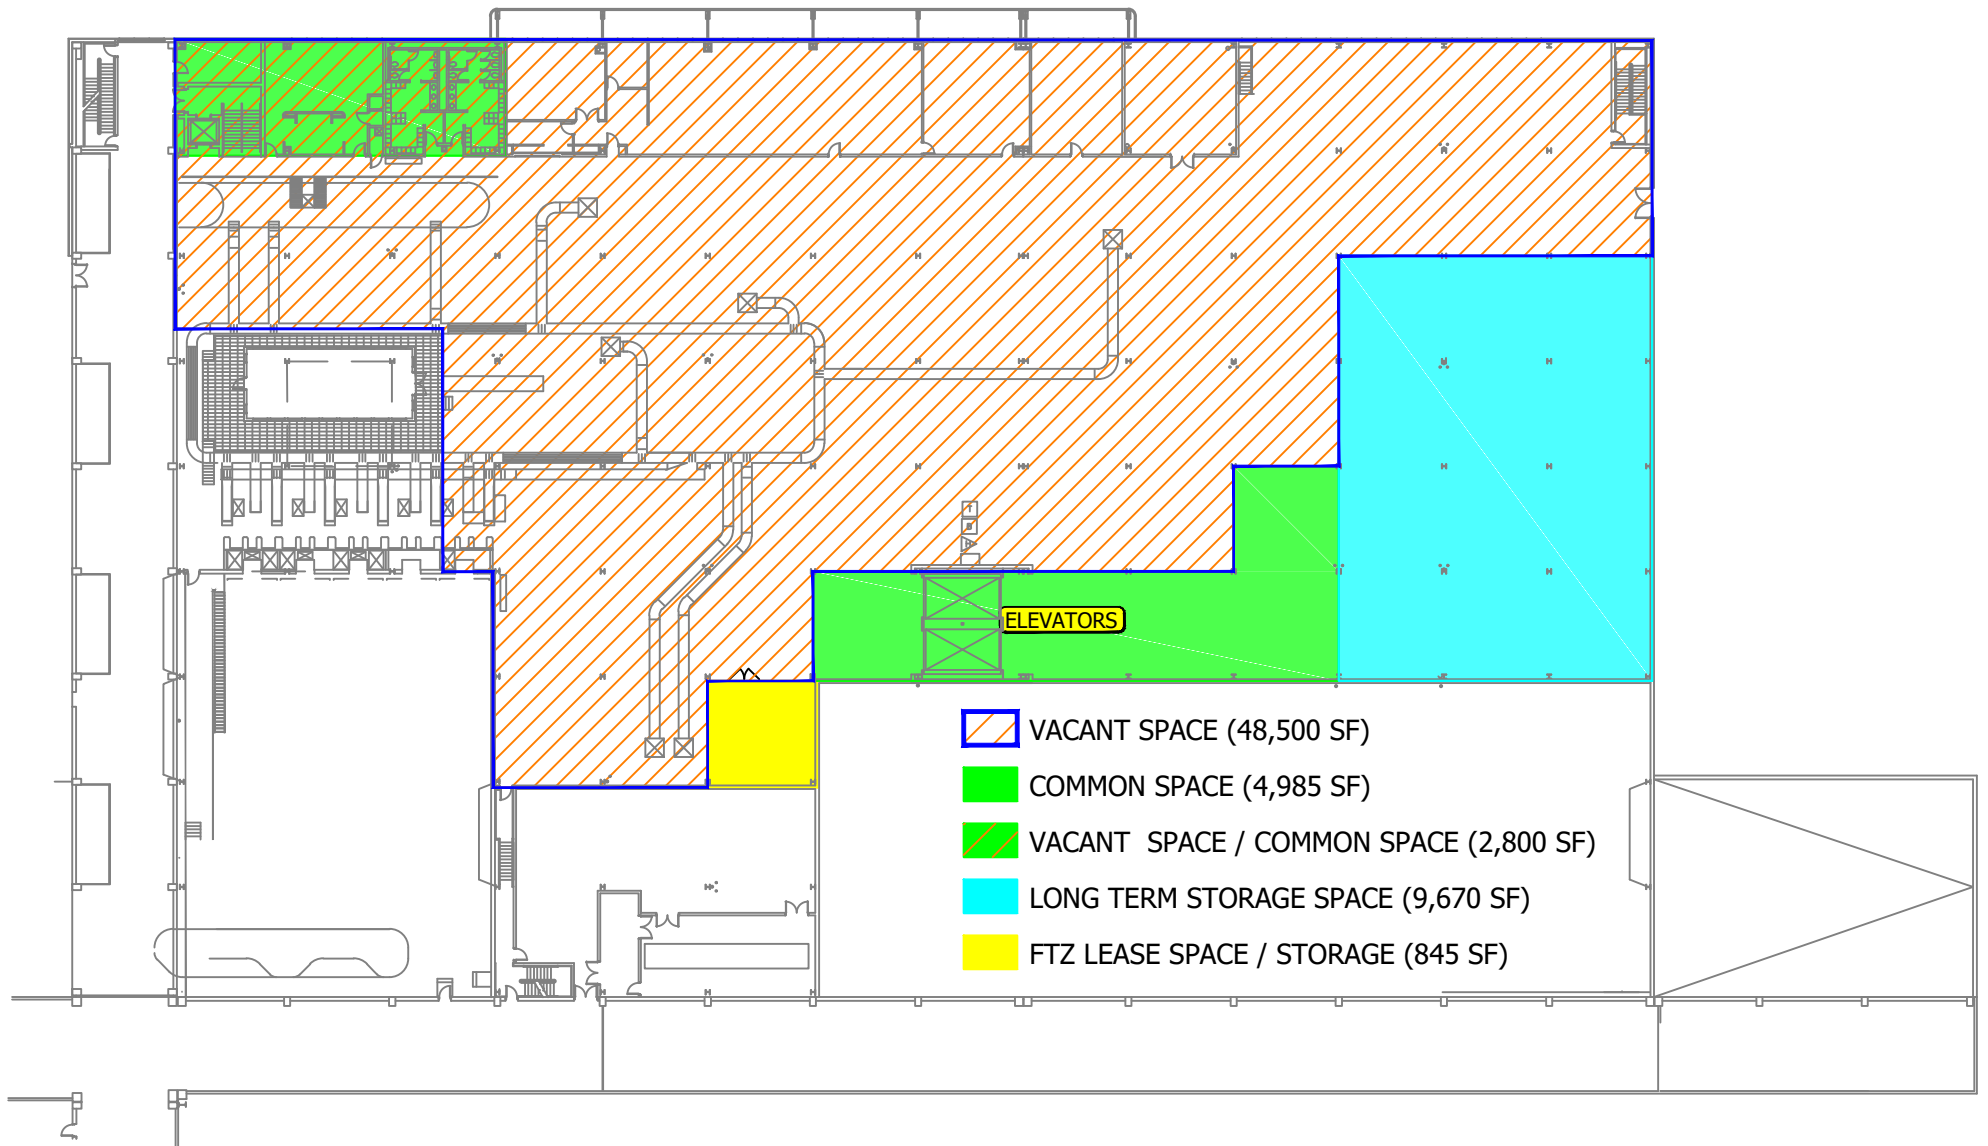 ELEVATORS
VACANT SPACE (48,500 SF)
COMMON SPACE (4,985 SF)
VACANT  SPACE / COMMON SPACE (2,800 SF)
LONG TERM STORAGE SPACE (9,670 SF)
FTZ LEASE SPACE / STORAGE (845 SF)